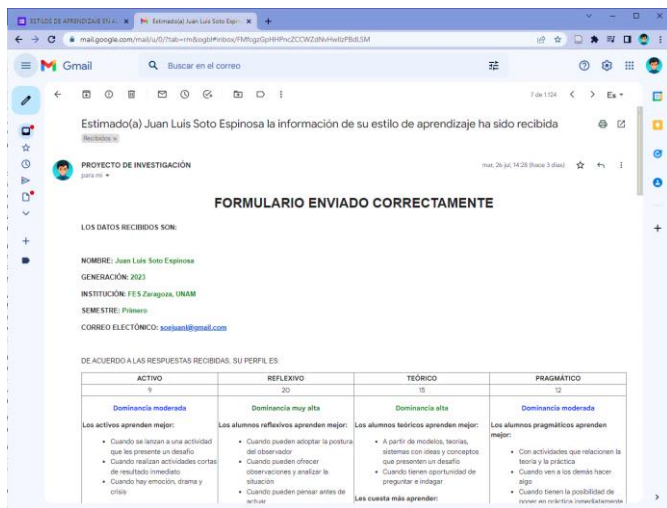 ESTILOS DE APRENDIZAJE EN AL
Estimado(a) Juan Luis Soto Espin
mail.google.com/mail/u/0/?tab=rm&ogbl#inbox/
Gmail
Buscar en el correo
7 de 1124
Es
Estimado(a) Juan Luis Soto Espinosa la información de su estilo de aprendizaje ha sido recibida
Recibidos x
PROYECTO DE INVESTIGACIÓN
mar, 26 jul, 14:28 (hace 3 días)
para mí
FORMULARIO ENVIADO CORRECTAMENTE
LOS DATOS RECIBIDOS SON:
NOMBRE: Juan Luis Soto Espinosa
GENERACIÓN: 2023
INSTITUCIÓN: FES Zaragoza, UNAM
SEMESTRE: Primero
CORREO ELECTRÓNICO: soejuanl@gmail.com
DE ACUERDO A LAS RESPUESTAS RECIBIDAS, SU PERFIL ES
ACTIVO REFLEXIVO TEÓRICO PRAGMÁTICO
9 20 15 12
Dominancia moderada Dominancia muy alta Dominancia alta Dominancia moderada
Los activos aprenden mejor:
Cuando se lanzan a una actividad
que les presente un desafío
Cuando realizan actividades cortas
de resultado inmediato
Cuando hay emoción, drama y
crisis
Los alumnos reflexivos aprenden mejor:
Cuando pueden adoptar la postura
del observador
Cuando pueden ofrecer
observaciones y analizar la
situación
Cuando pueden pensar antes de
actuar
Los alumnos teóricos aprenden mejor:
A partir de modelos, teorías,
sistemas con ideas y conceptos
que presenten un desafío
Cuando tienen oportunidad de
preguntar e indagar
Les cuesta más aprender:
Los alumnos pragmáticos aprenden
mejor:
Con actividades que relacionen la
teoría y la práctica
Cuando ven a los demás hacer
algo
Cuando tienen la posibilidad de
poner en práctica inmediatamente